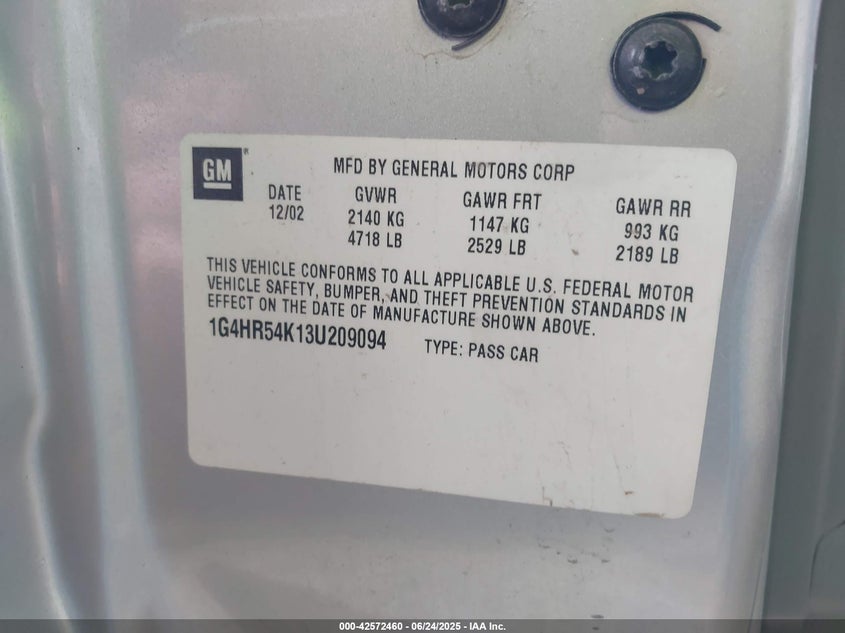 GM®
MFD BY GENERAL MOTORS CORP
DATE GVWR GAWR FRT GAWR RR
12/02 2140 KG 1147 KG 993 KG
4718 LB 2529 LB 2189 LB
THIS VEHICLE CONFORMS TO ALL APPLICABLE U.S. FEDERAL MOTOR
VEHICLE SAFETY, BUMPER, AND THEFT PREVENTION STANDARDS IN
EFFECT ON THE DATE OF MANUFACTURE SHOWN ABOVE.
1G4HR54K13U209094 TYPE: PASS CAR
000-42572460 - 06/24/2025 - IAA Inc.